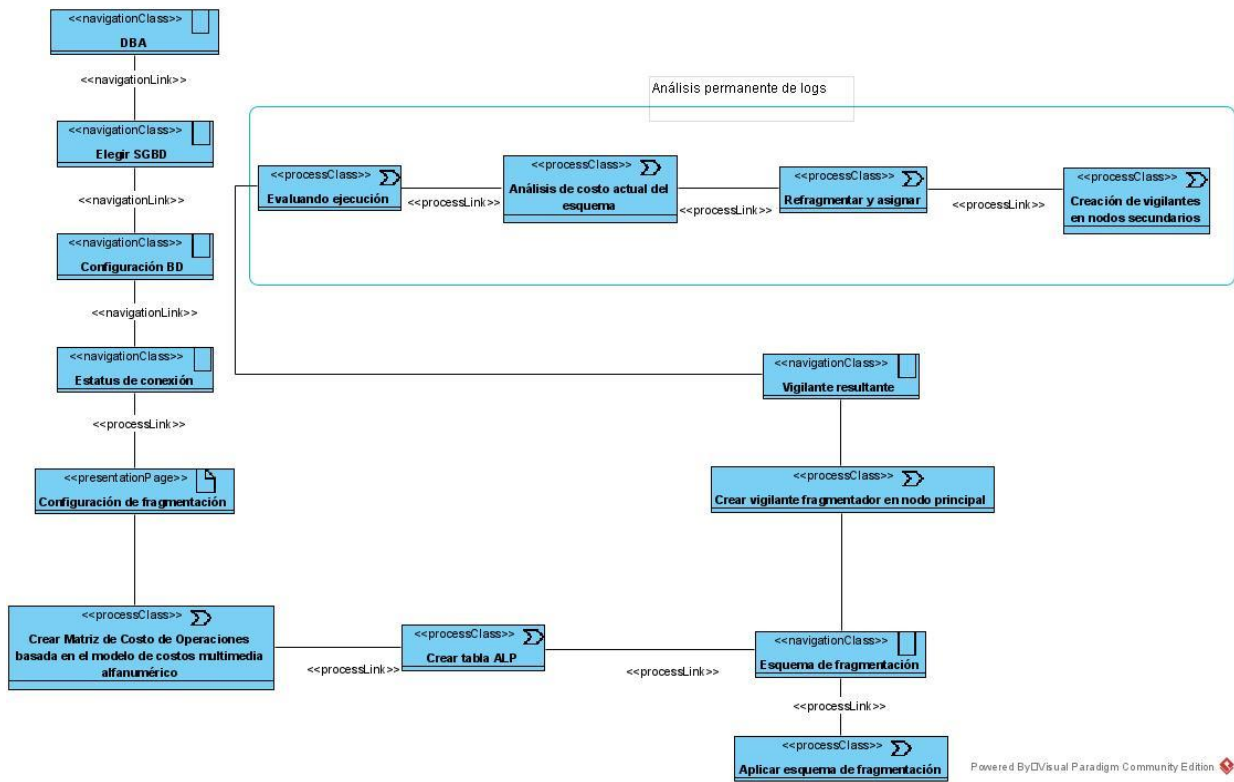 <<navigationClass>>
DBA
<<navigationLink>>
<<navigationClass>>
Elegir SGBD
<<navigationLink>>
<<navigationClass>>
Configuración BD
<<navigationLink>>
<<navigationClass>>
Estatus de conexión
<<processLink>>
<<presentationPage>>
Configuración de fragmentación
<<processClass>>
Crear Matriz de Costo de Operaciones
basada en el modelo de costos multimedia
alfanumérico
<<processLink>>
<<processClass>>
Crear tabla ALP
<<processLink>>
<<navigationClass>>
Esquema de fragmentación
<<processLink>>
<<processClass>>
Aplicar esquema de fragmentación
<<processClass>>
Crear vigilante fragmentador en nodo principal
<<navigationClass>>
Vigilante resultante
Análisis permanente de logs
<<processClass>>
Evaluando ejecución
<<processLink>>
<<processClass>>
Análisis de costo actual del
esquema
<<processLink>>
<<processClass>>
Refragmentar y asignar
<<processLink>>
<<processClass>>
Creación de vigilantes
en nodos secundarios
Powered By Visual Paradigm Community Edition